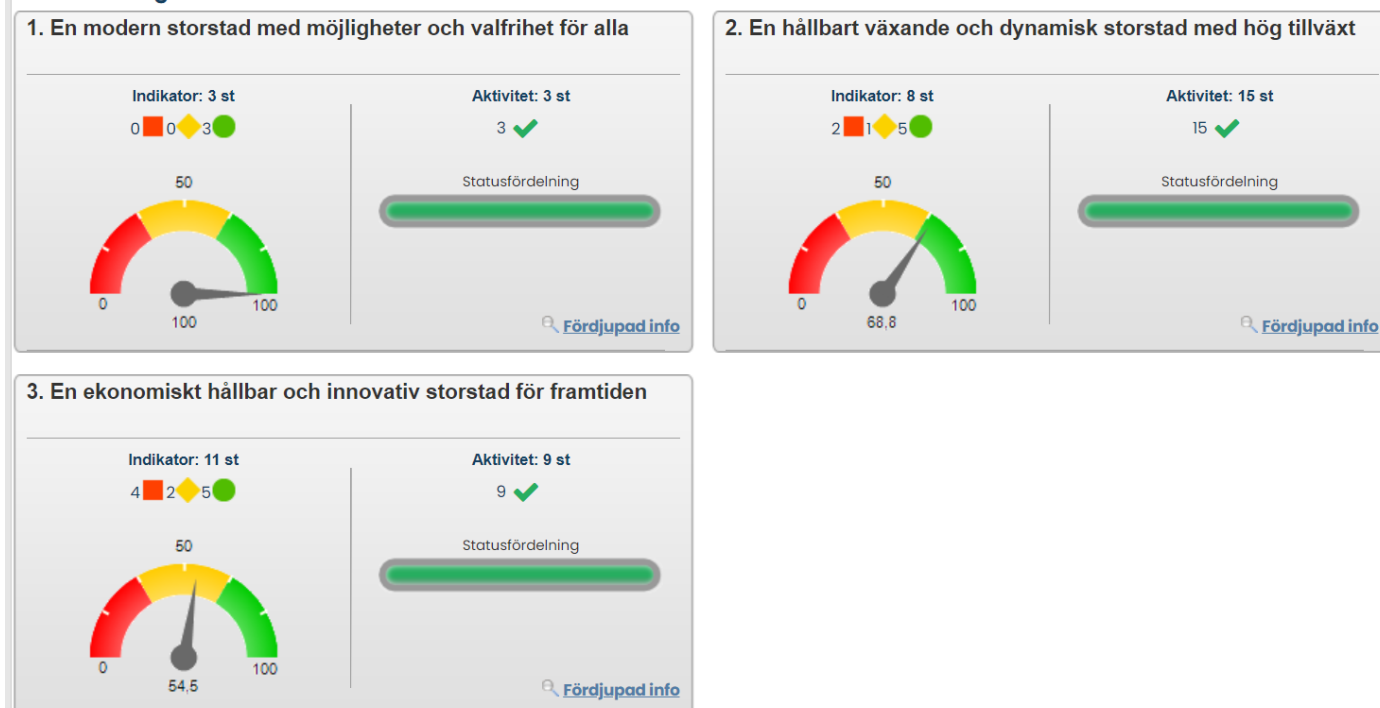 1. En modern storstad med möjligheter och valfrihet för alla
Indikator: 3 st
0 0 3
50
0
100
100
Aktivitet: 3 st
3
Statusfördelning
Fördjupad info
2. En hållbart växande och dynamisk storstad med hög tillväxt
Indikator: 8 st
2 1 5
50
0
100
68,8
Aktivitet: 15 st
15
Statusfördelning
Fördjupad info
3. En ekonomiskt hållbar och innovativ storstad för framtiden
Indikator: 11 st
4 2 5
50
0
100
54,5
Aktivitet: 9 st
9
Statusfördelning
Fördjupad info